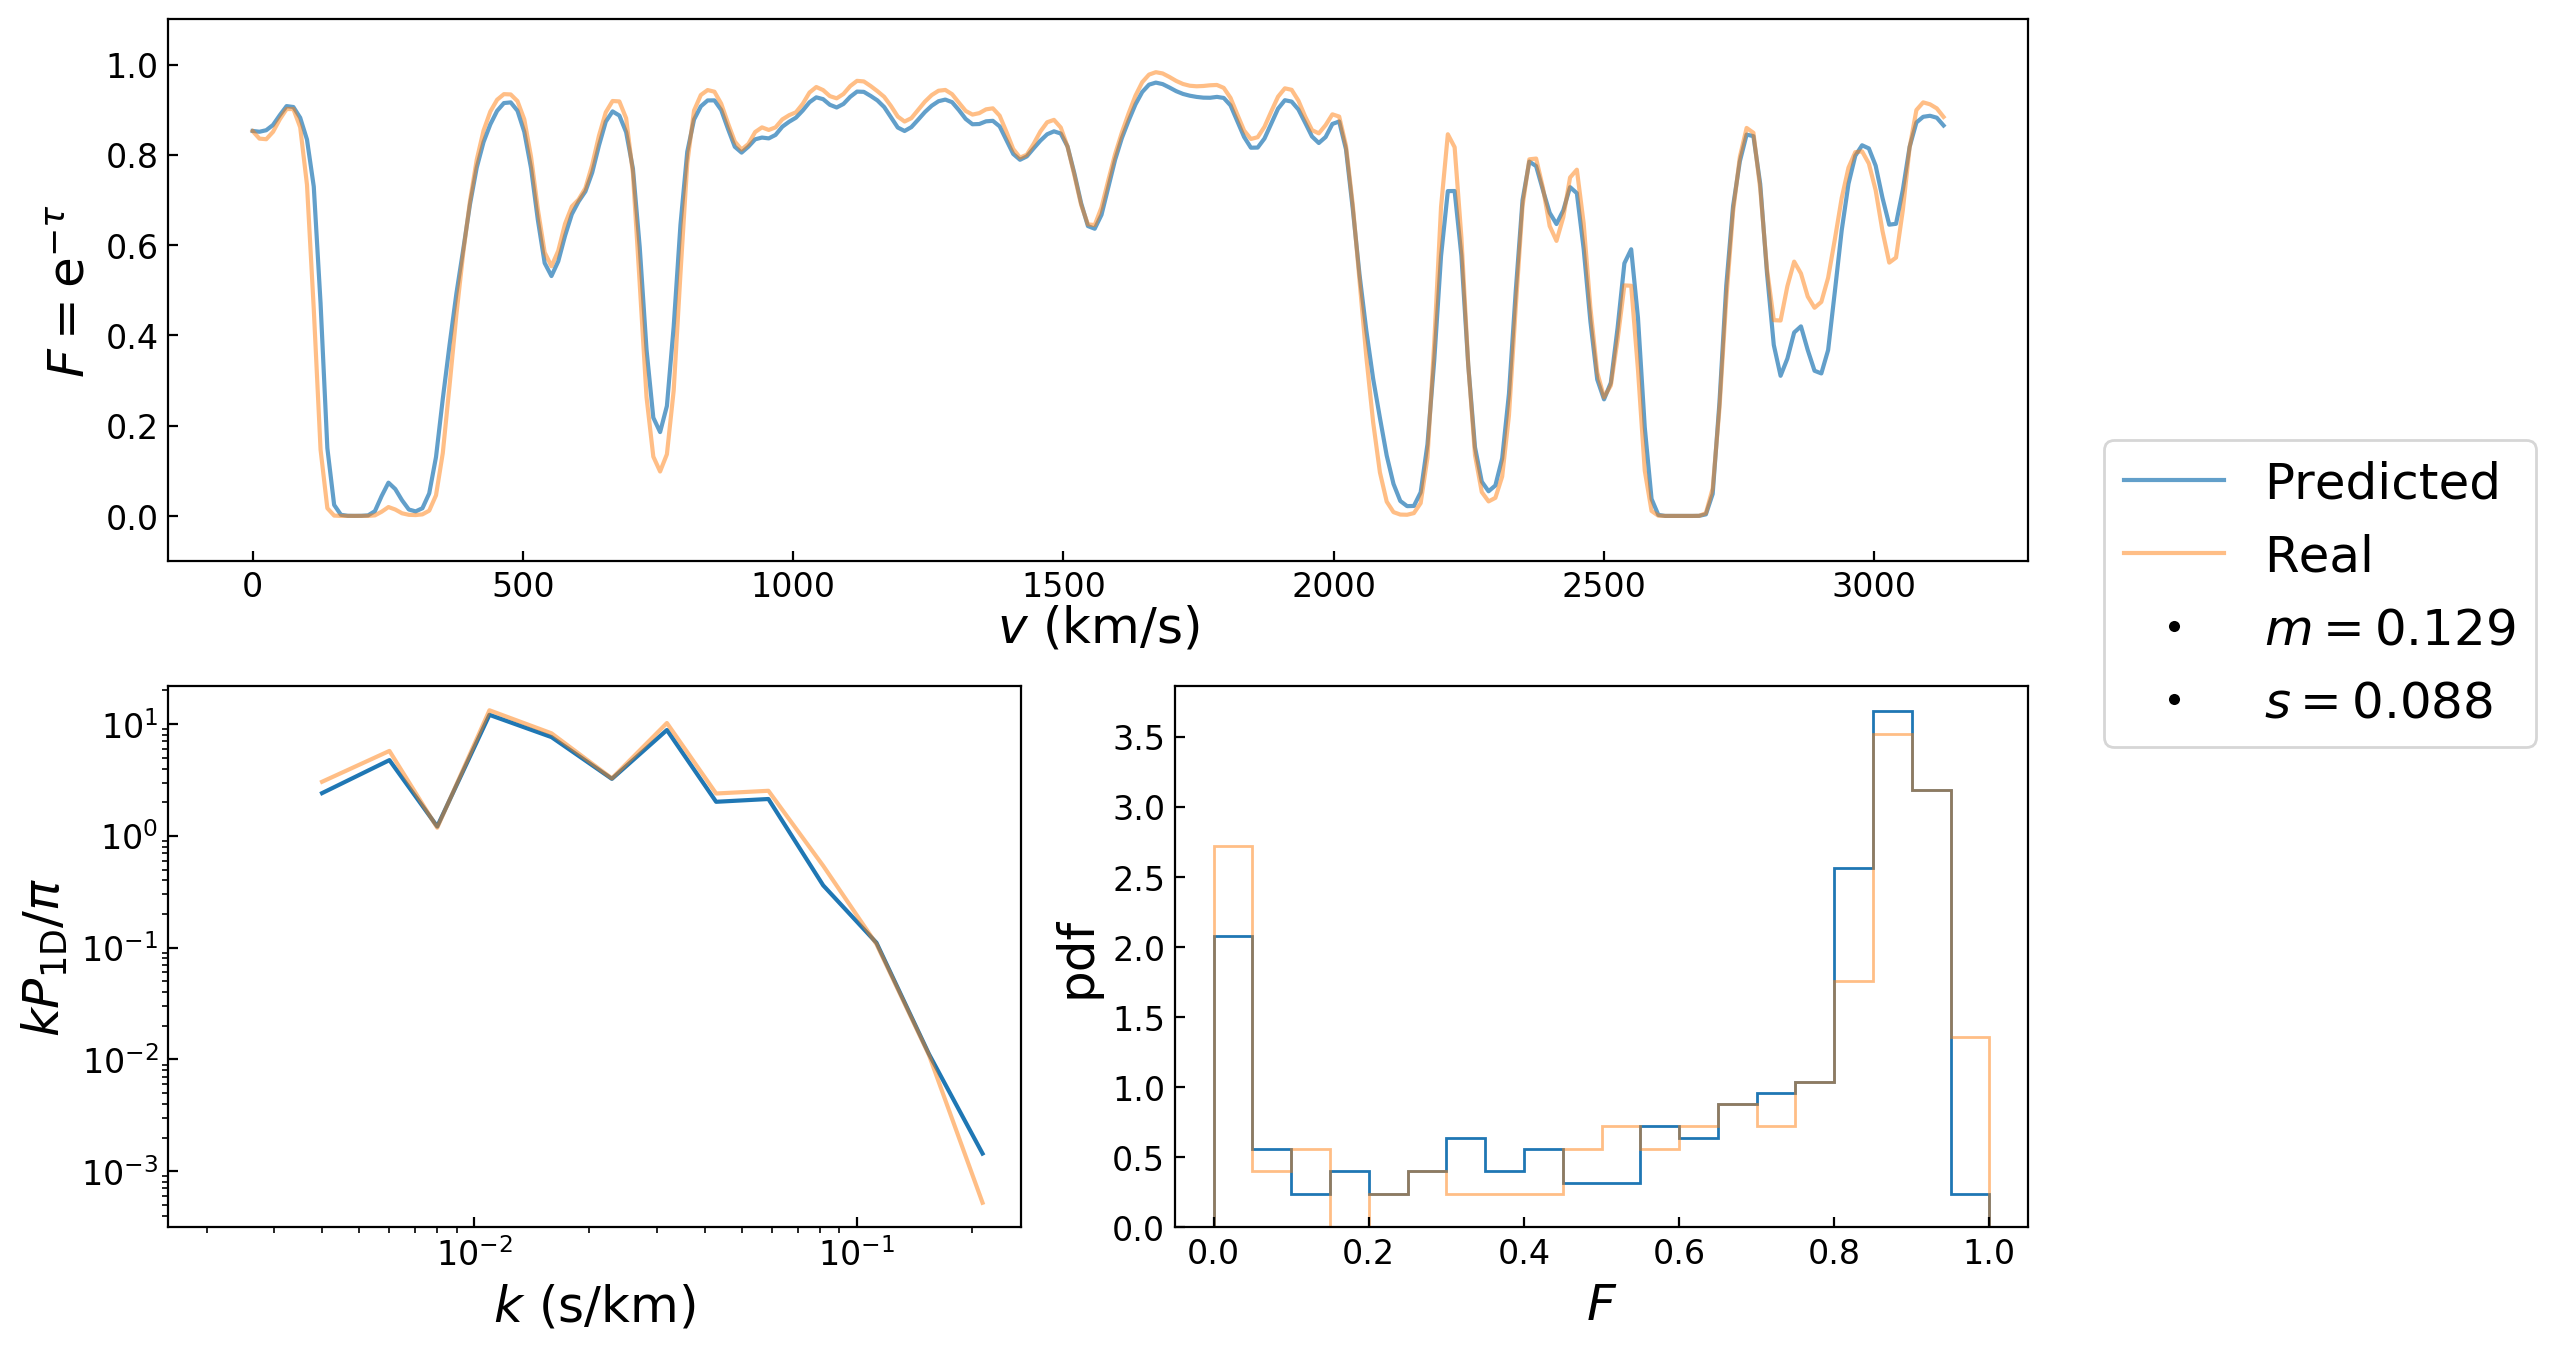 F = e^{-τ}
1.0
0.8
0.6
0.4
0.2
0.0
0 500 1000 1500 2000 2500 3000
v (km/s)
Predicted
Real
m = 0.129
s = 0.088
kP_{1D}/π
10^1
10^0
10^{-1}
10^{-2}
10^{-3}
10^{-2} 10^{-1}
k (s/km)
pdf
3.5
3.0
2.5
2.0
1.5
1.0
0.5
0.0
0.0 0.2 0.4 0.6 0.8 1.0
F